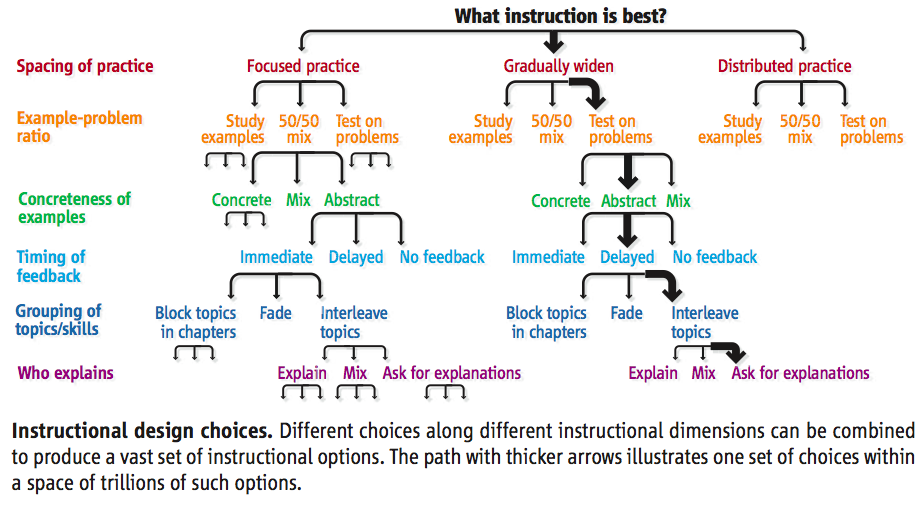 What instruction is best?
Spacing of practice Focused practice Gradually widen Distributed practice
Example-problem Study 50/50 Test on Study 50/50 Test on Study 50/50 Test on
ratio examples mix problems examples mix problems examples mix problems
Concreteness of Concrete Mix Abstract Concrete Abstract Mix
examples
Timing of Immediate Delayed No feedback Immediate Delayed No feedback
feedback
Grouping of Block topics Fade Interleave Block topics Fade Interleave
topics/skills in chapters topics in chapters topics
Who explains Explain Mix Ask for explanations Explain Mix Ask for explanations
Instructional design choices. Different choices along different instructional dimensions can be combined
to produce a vast set of instructional options. The path with thicker arrows illustrates one set of choices within
a space of trillions of such options.